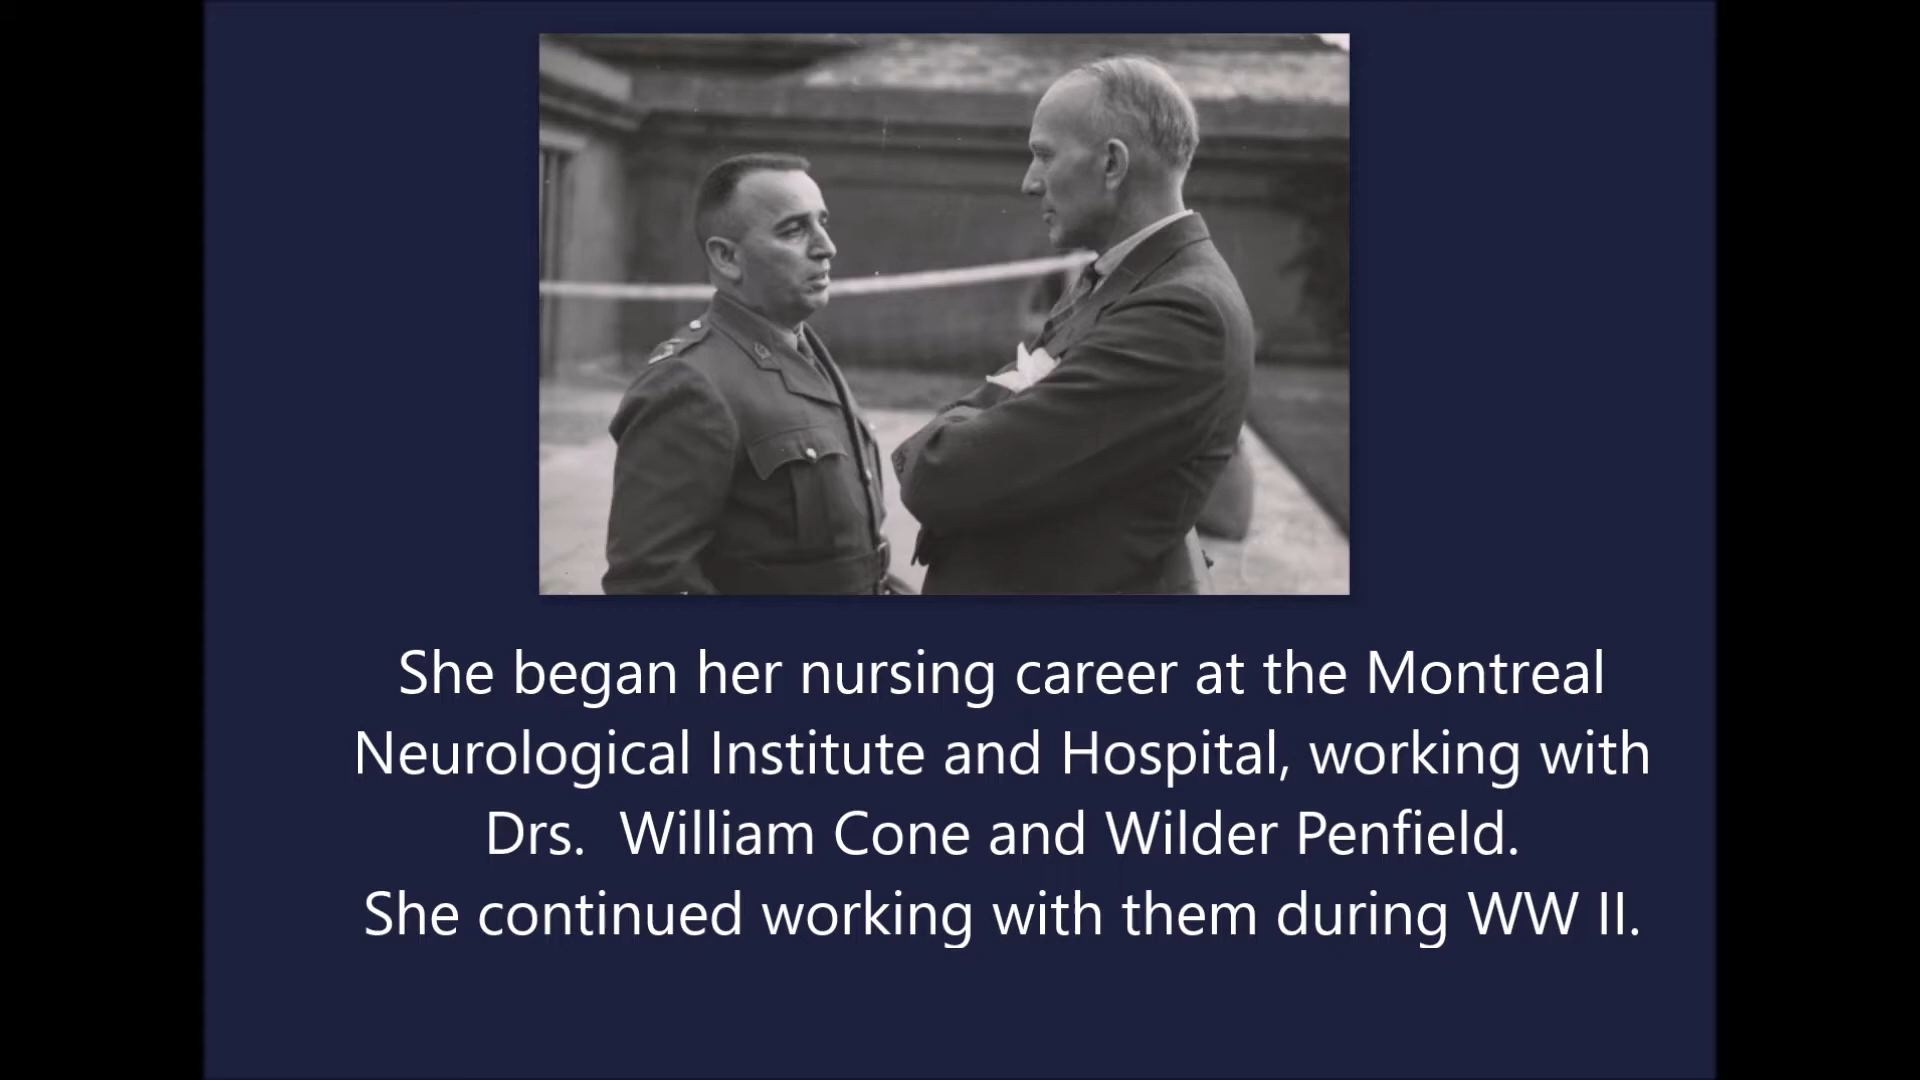 She began her nursing career at the Montreal
Neurological Institute and Hospital, working with
Drs.  William Cone and Wilder Penfield.
She continued working with them during WW II.